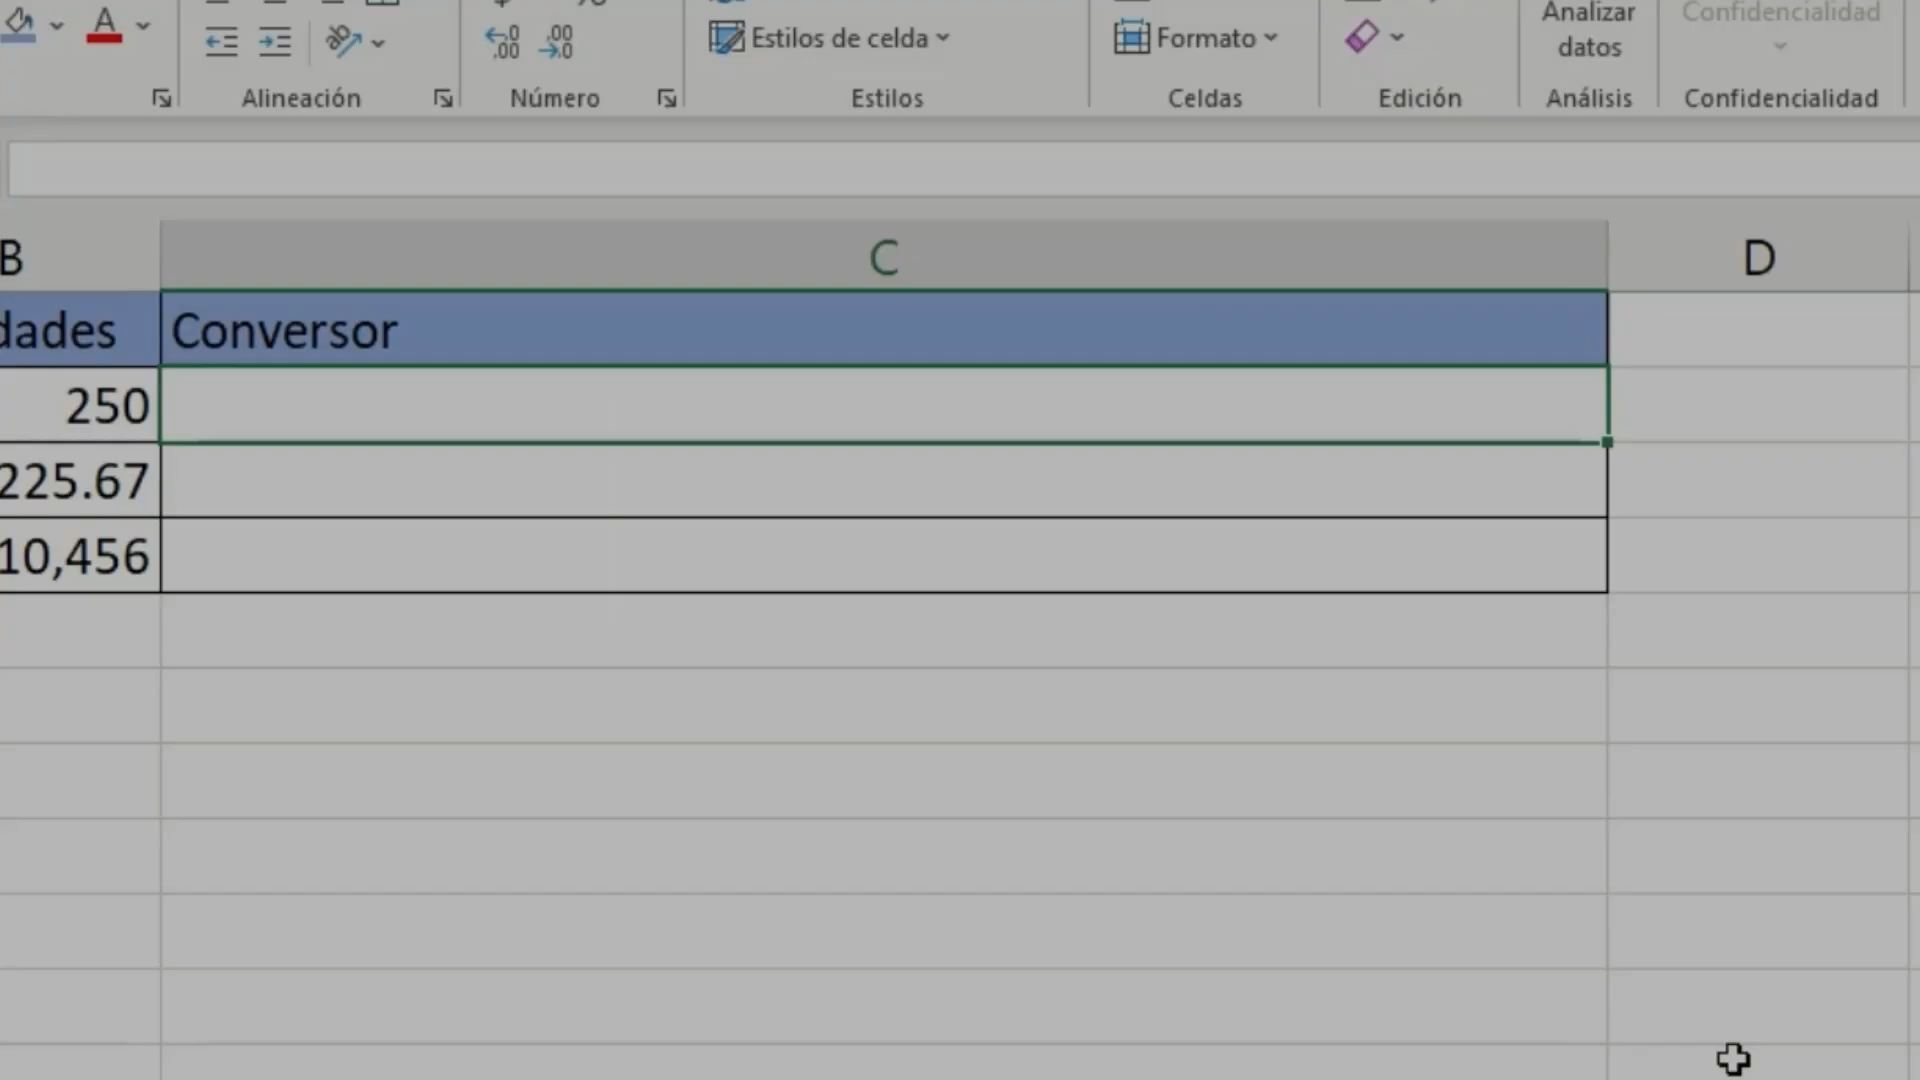 Analizar Confidencialidad
Estilos de celda Formato datos
Alineación Número Estilos Celdas Edición Análisis Confidencialidad
B C D
dades Conversor
250
225.67
10,456